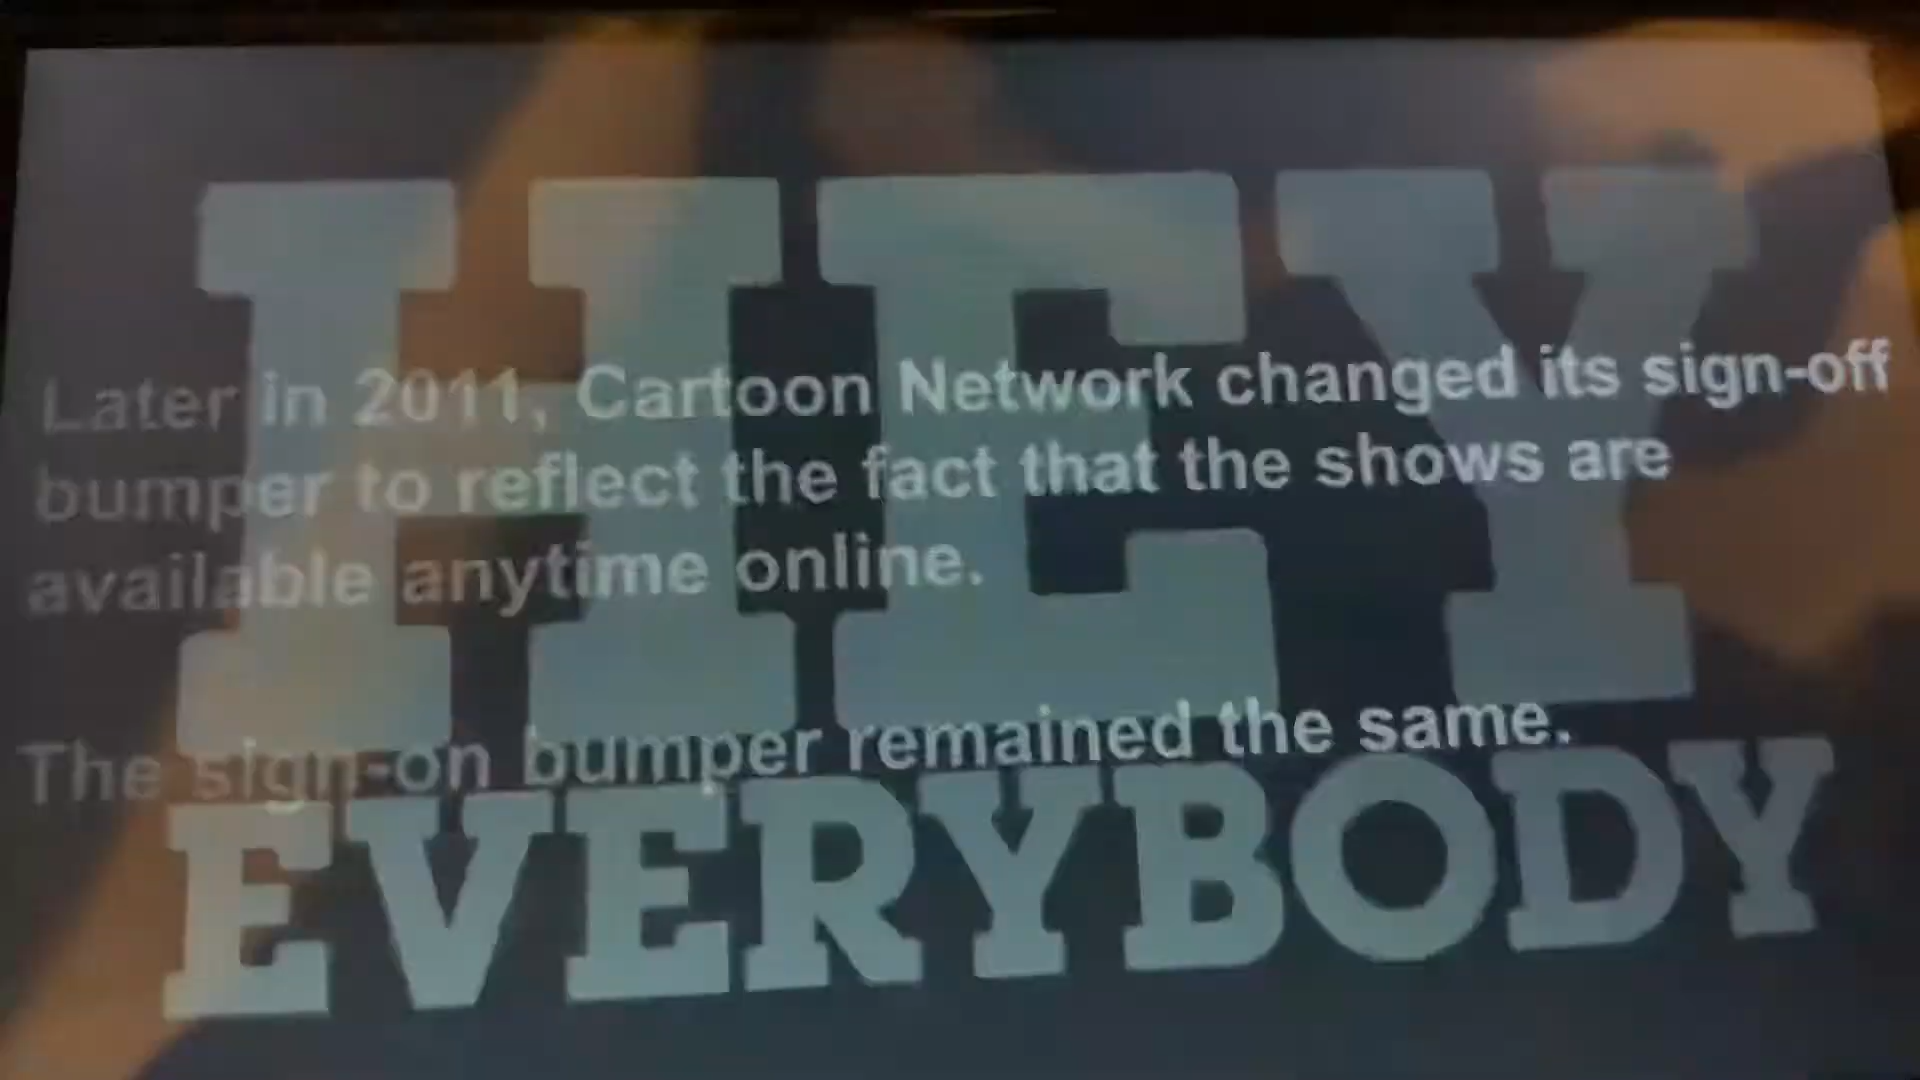 HEY
Later in 2011, Cartoon Network changed its sign-off
bumper to reflect the fact that the shows are
available anytime online.
The sign-on bumper remained the same.
EVERYBODY